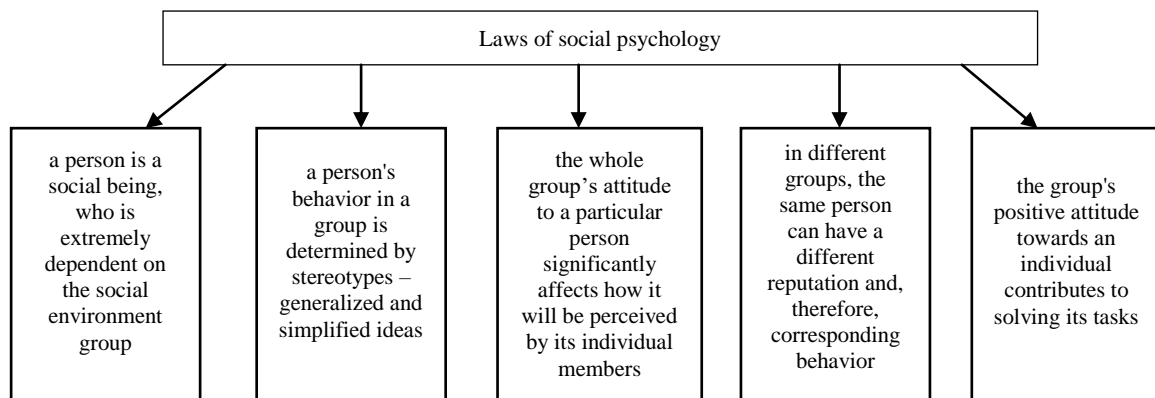 Laws of social psychology
a person is a
social being,
who is
extremely
dependent on
the social
environment
group
a person's
behavior in a
group is
determined by
stereotypes –
generalized and
simplified ideas
the whole
group’s attitude
to a particular
person
significantly
affects how it
will be perceived
by its individual
members
in different
groups, the
same person
can have a
different
reputation and,
therefore,
corresponding
behavior
the group's
positive attitude
towards an
individual
contributes to
solving its tasks